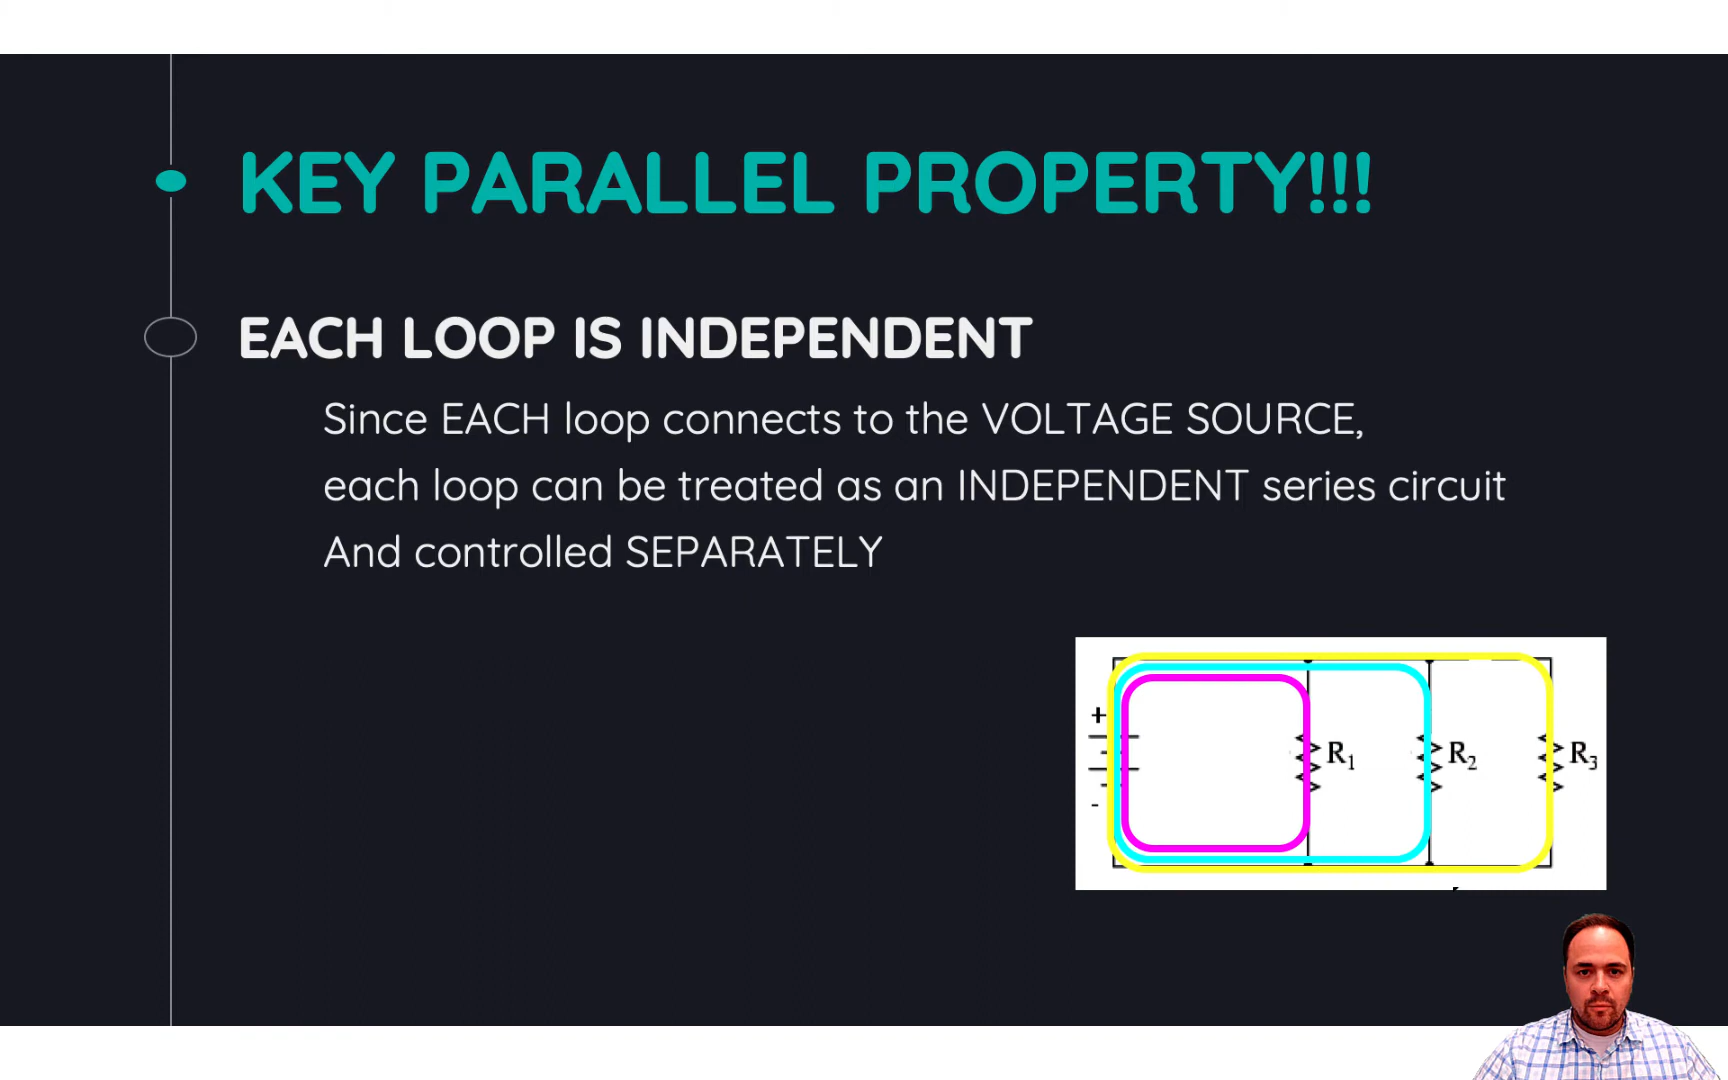 KEY PARALLEL PROPERTY!!!
EACH LOOP IS INDEPENDENT
Since EACH loop connects to the VOLTAGE SOURCE,
each loop can be treated as an INDEPENDENT series circuit
And controlled SEPARATELY
+
R₁ R₂ R₃
-